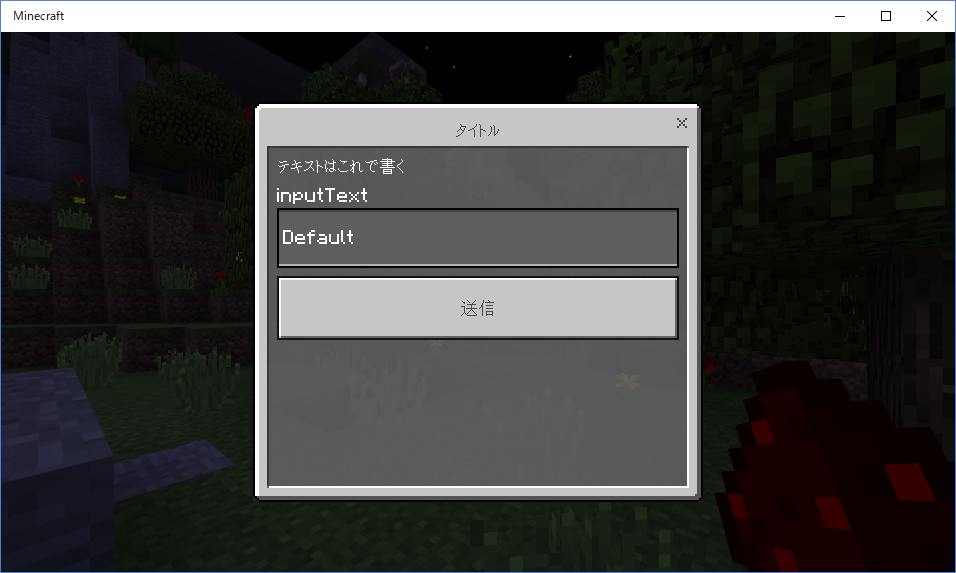 Minecraft
タイトル
テキストはこれで書く
inputText
Default
送信